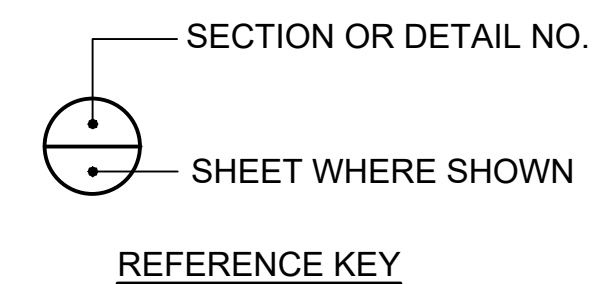 SECTION OR DETAIL NO.
SHEET WHERE SHOWN
REFERENCE KEY